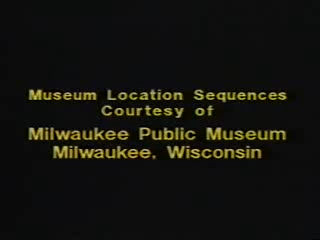 Museum Location Sequences
Courtesy of
Milwaukee Public Museum
Milwaukee, Wisconsin